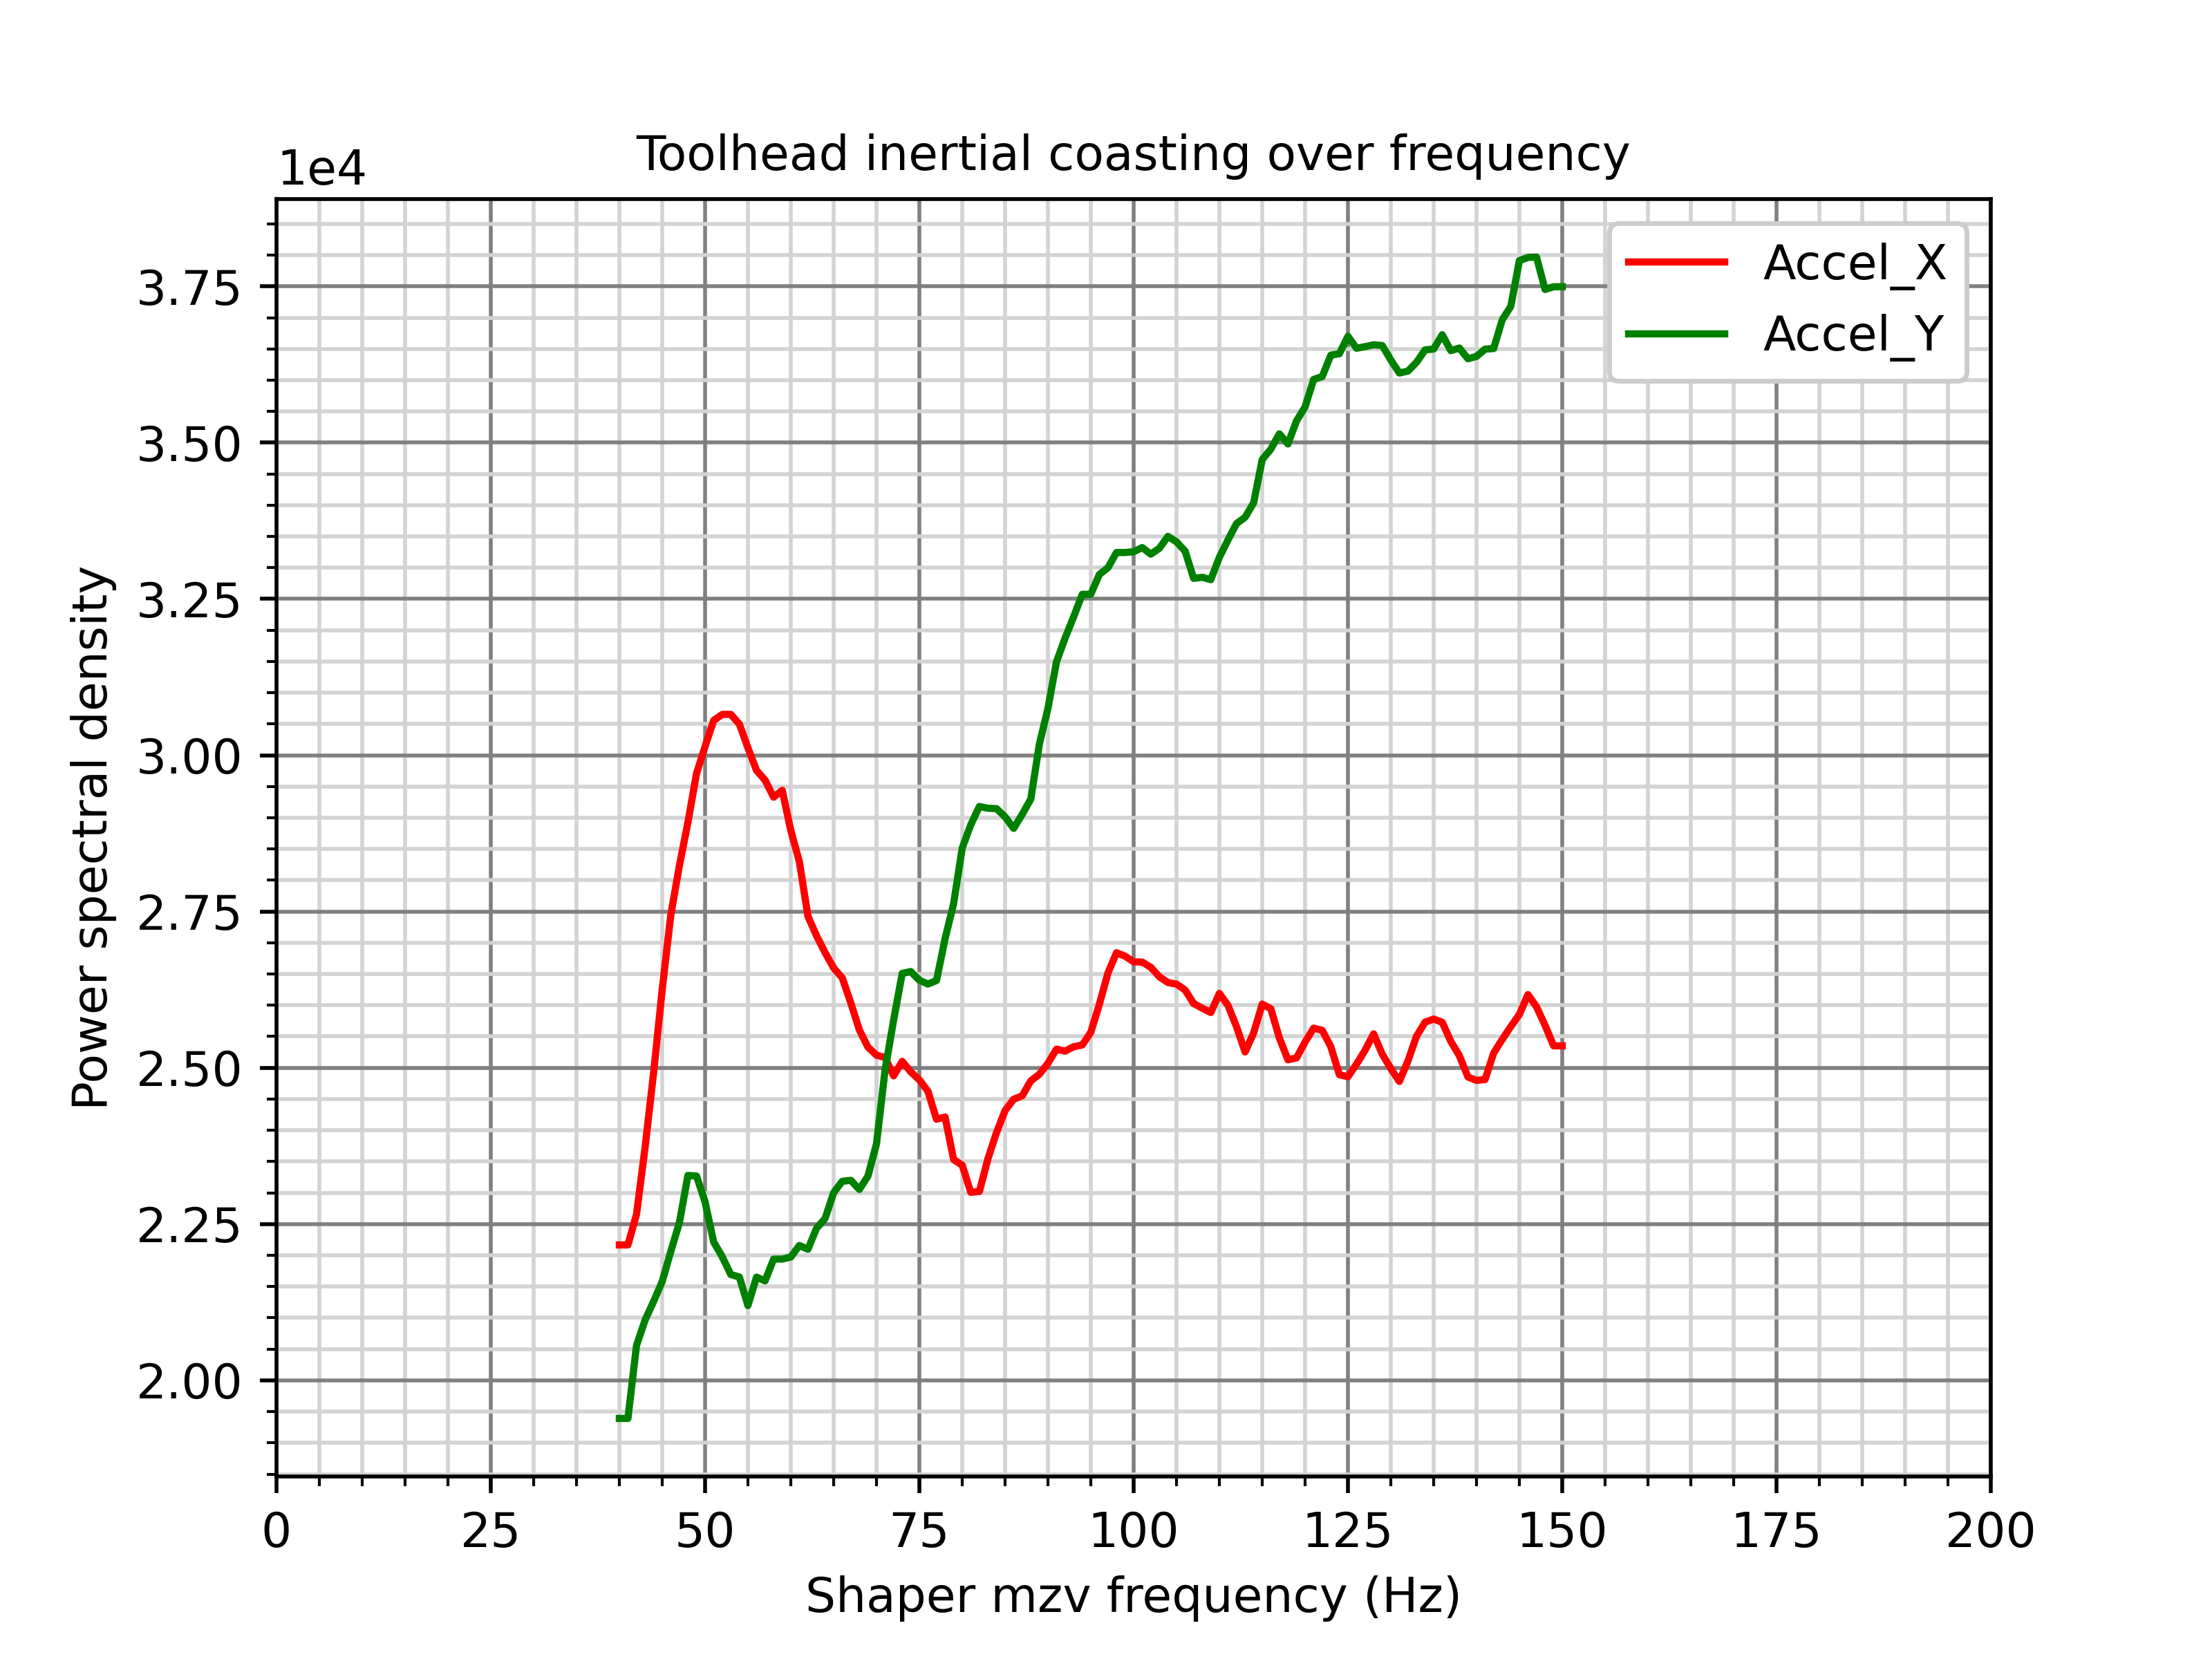 Toolhead inertial coasting over frequency
1e4
Accel_X
Accel_Y
3.75
3.50
3.25
3.00
2.75
2.50
2.25
2.00
Power spectral density
0 25 50 75 100 125 150 175 200
Shaper mzv frequency (Hz)